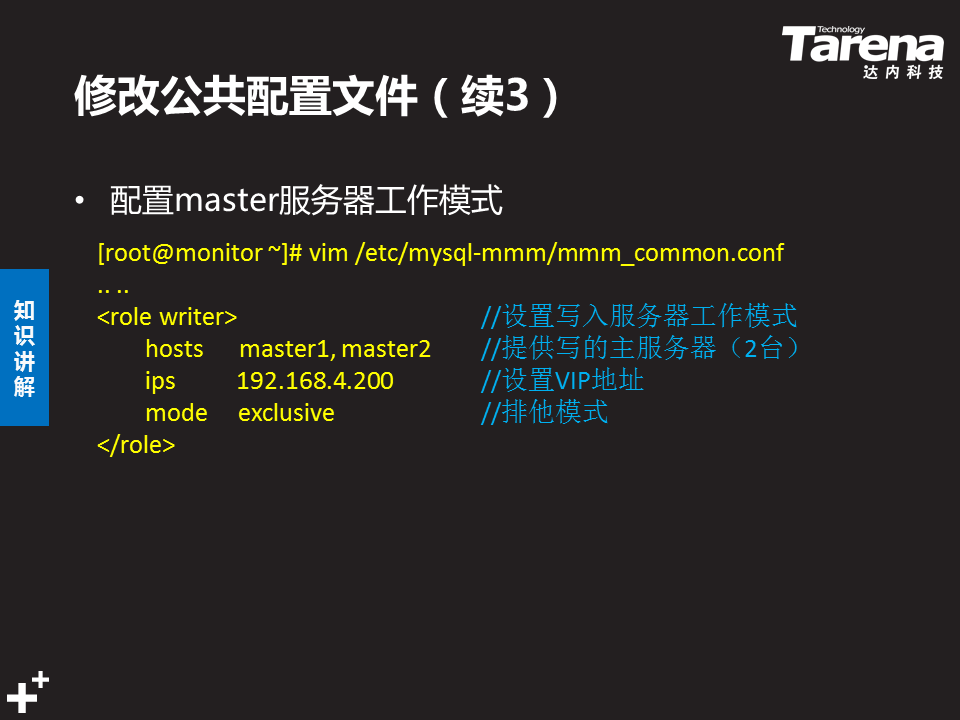 Technology
Tarena
达内科技
修改公共配置文件（续3）
• 配置master服务器工作模式
[root@monitor ~]# vim /etc/mysql-mmm/mmm_common.conf
.. ..
<role writer> //设置写入服务器工作模式
hosts master1, master2 //提供写的主服务器（2台）
ips 192.168.4.200 //设置VIP地址
mode exclusive //排他模式
</role>
知识讲解